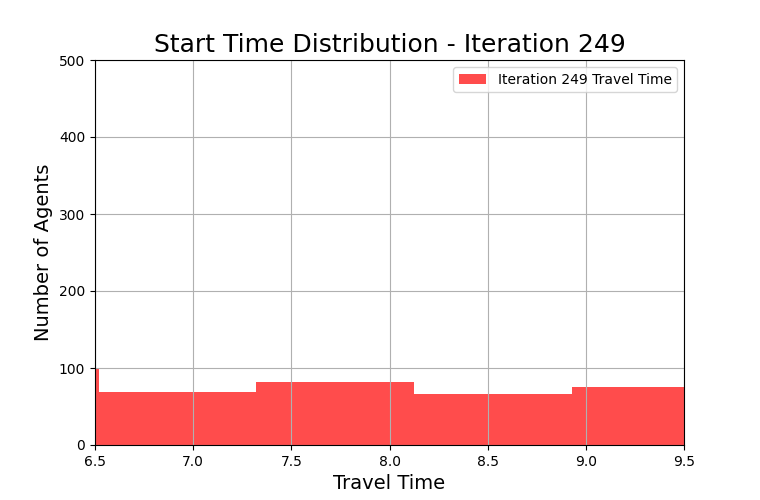 Start Time Distribution - Iteration 249
Iteration 249 Travel Time
Number of Agents
500
400
300
200
100
0
6.5 7.0 7.5 8.0 8.5 9.0 9.5
Travel Time